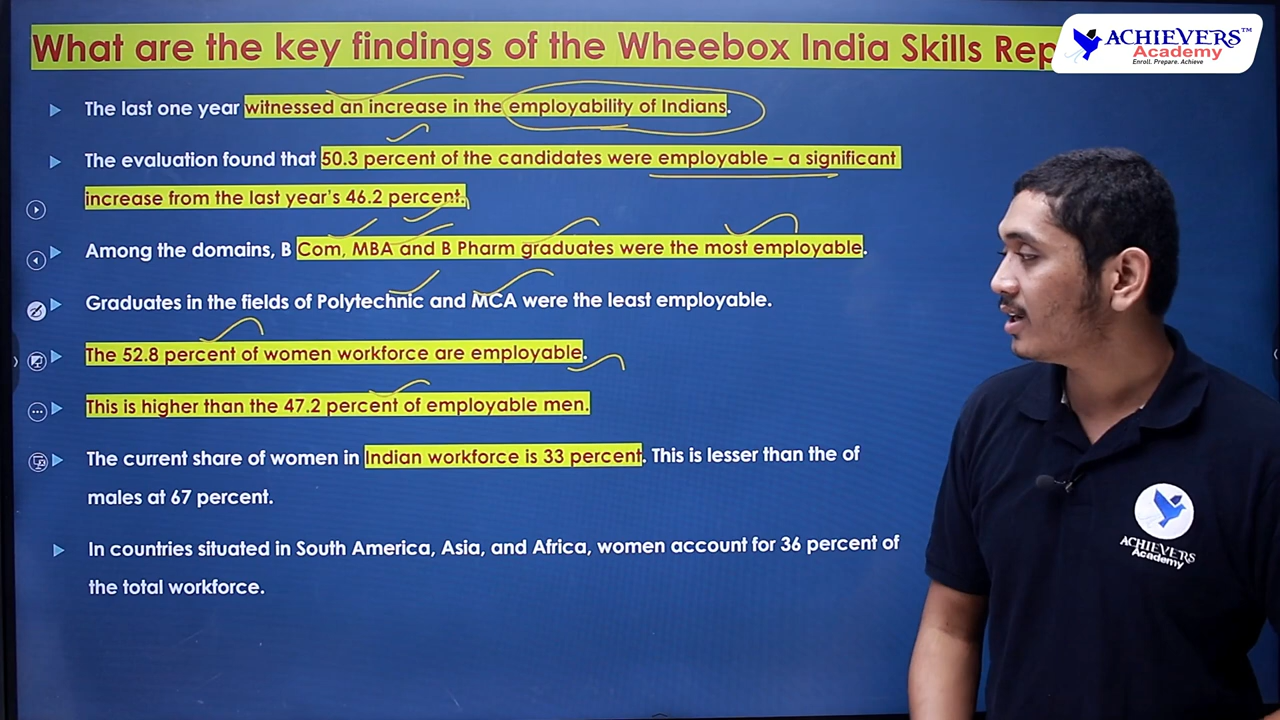 What are the key findings of the Wheebox India Skills Rep
ACHIEVERS™
Academy
Enroll. Prepare. Achieve
The last one year witnessed an increase in the employability of Indians.
The evaluation found that 50.3 percent of the candidates were employable – a significant
increase from the last year's 46.2 percent.
Among the domains, B Com, MBA and B Pharm graduates were the most employable.
Graduates in the fields of Polytechnic and MCA were the least employable.
The 52.8 percent of women workforce are employable.
This is higher than the 47.2 percent of employable men.
The current share of women in Indian workforce is 33 percent. This is lesser than the of
males at 67 percent.
In countries situated in South America, Asia, and Africa, women account for 36 percent of
the total workforce.
ACHIEVERS
Academy